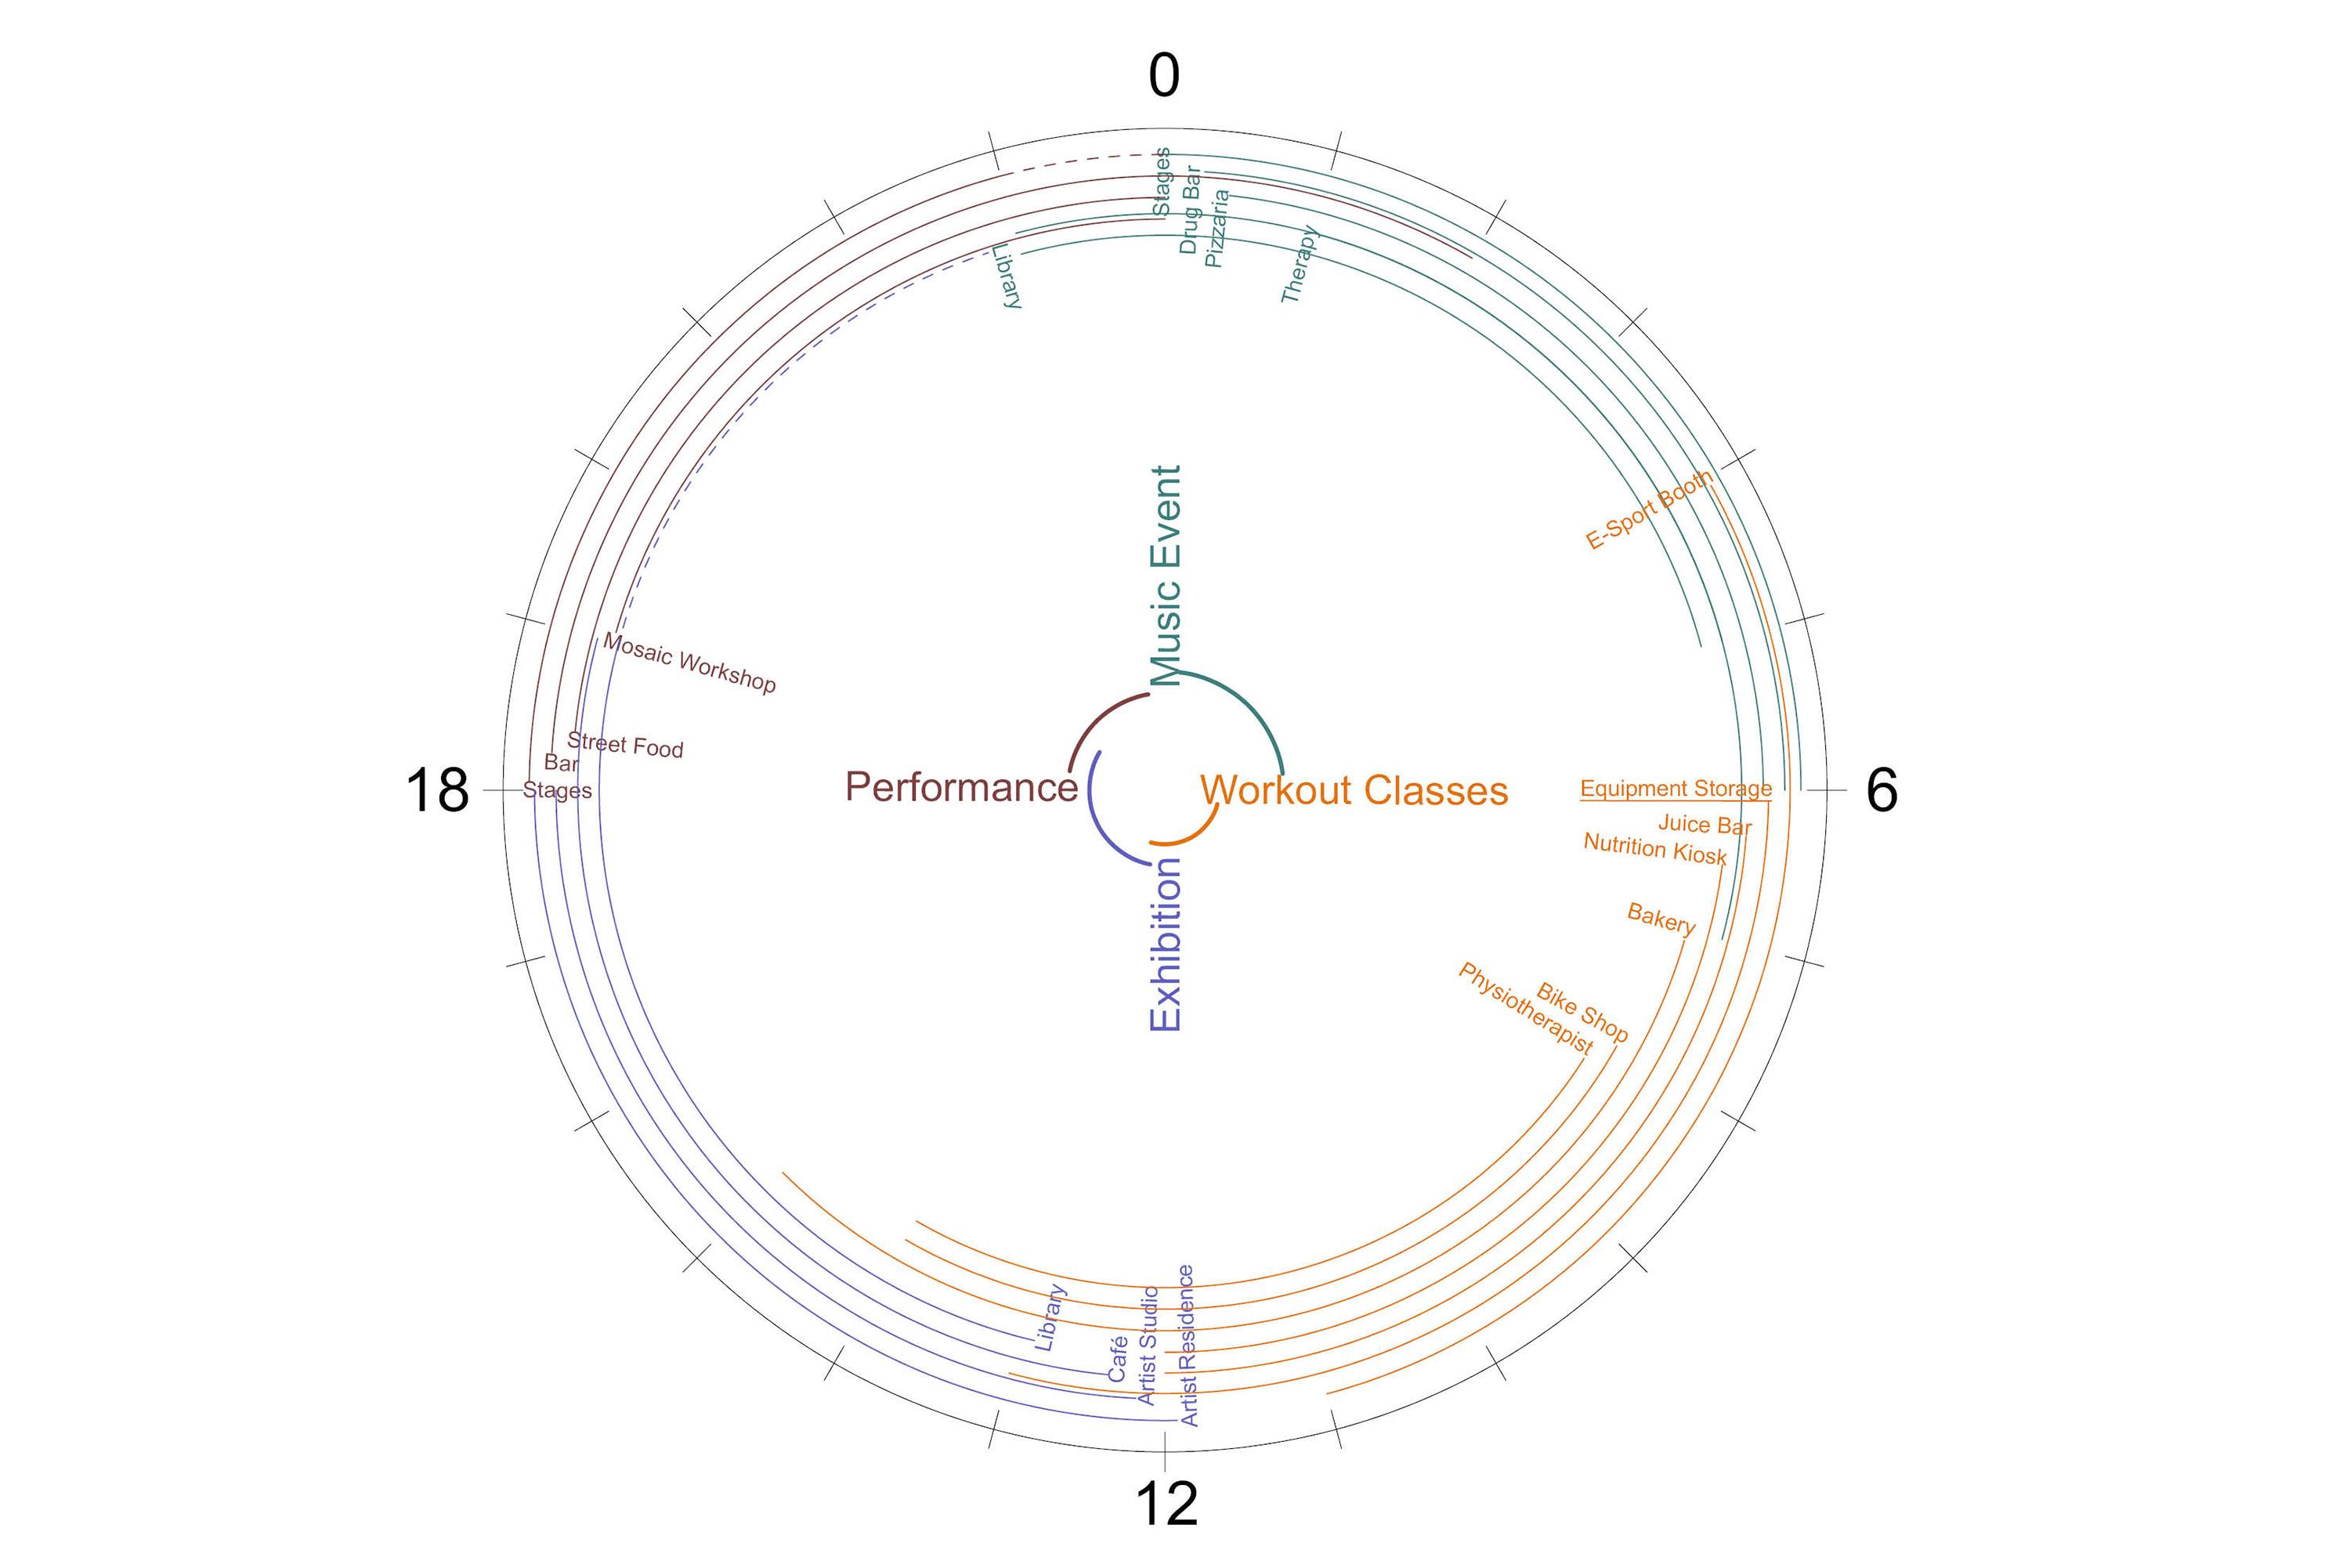 0
Stages
Drug Bar
Pizzaria
Therapy
Library
E-Sport Booth
Music Event
Mosaic Workshop
Street Food
Bar
Stages
18
Performance
Workout Classes
Equipment Storage
6
Juice Bar
Nutrition Kiosk
Bakery
Bike Shop
Physiotherapist
Exhibition
Library
Café
Artist Studio
Artist Residence
12